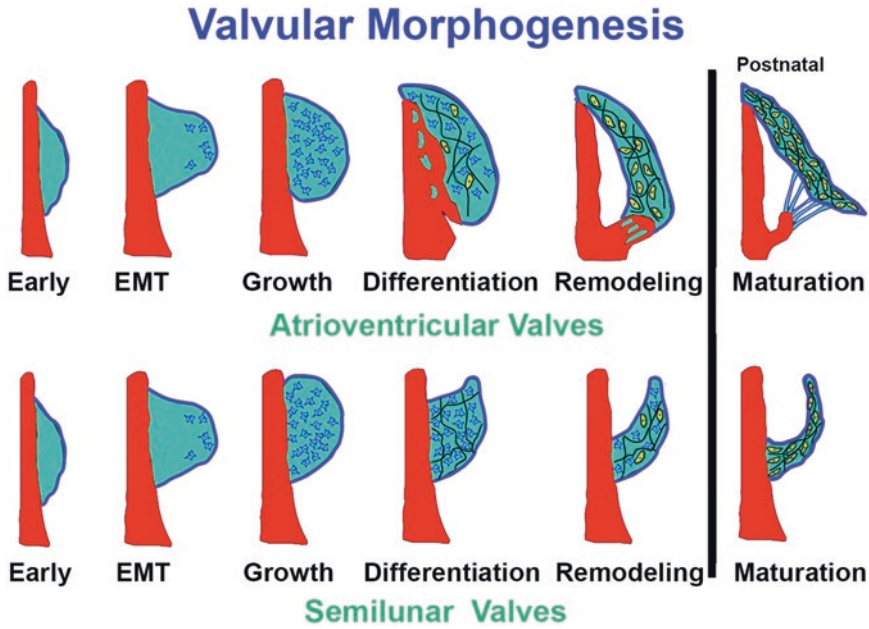 Valvular Morphogenesis
Postnatal
Early EMT Growth Differentiation Remodeling Maturation
Atrioventricular Valves
Early EMT Growth Differentiation Remodeling Maturation
Semilunar Valves